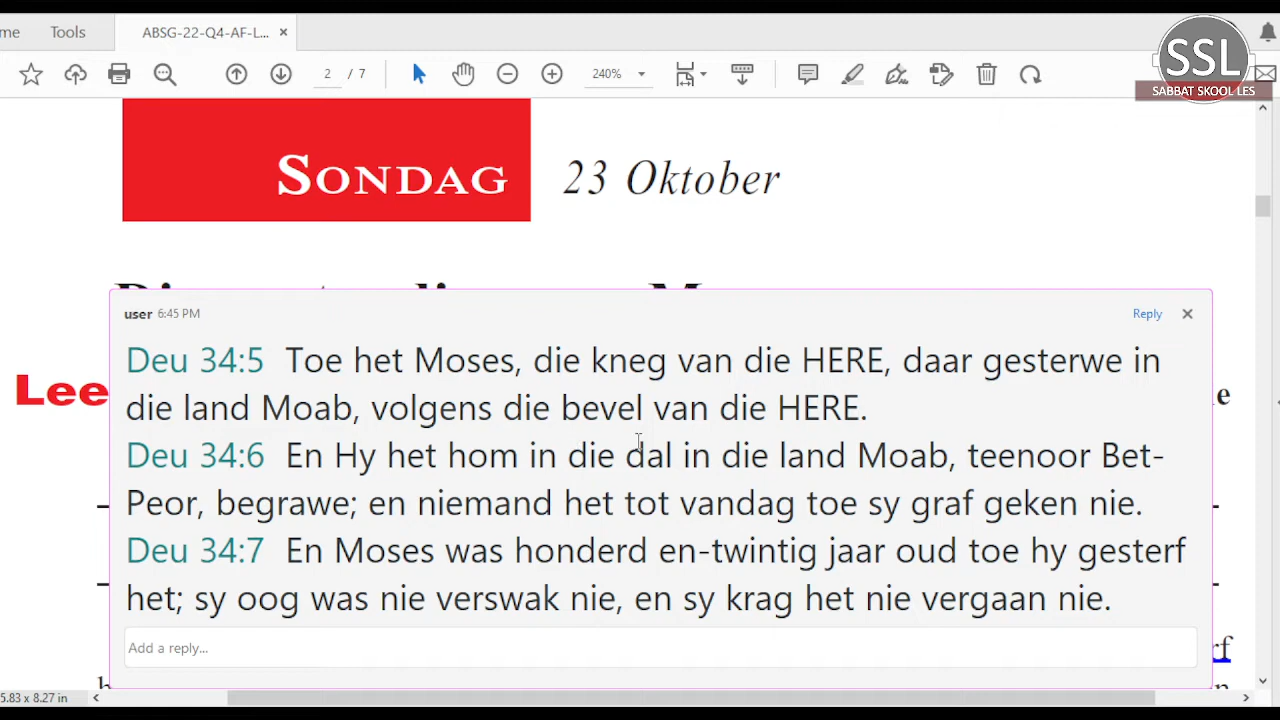 me Tools ABSG-22-Q4-AF-L... ×
SSL
SABBAT SKOOL LES
2 / 7 240%
SONDAG 23 Oktober
user 6:45 PM Reply ×
Deu 34:5 Toe het Moses, die kneg van die HERE, daar gesterwe in
Lee
die land Moab, volgens die bevel van die HERE.
Deu 34:6 En Hy het hom in die dal in die land Moab, teenoor Bet-
Peor, begrawe; en niemand het tot vandag toe sy graf geken nie.
Deu 34:7 En Moses was honderd en-twintig jaar oud toe hy gesterf
het; sy oog was nie verswak nie, en sy krag het nie vergaan nie.
Add a reply...
rf
5.83 x 8.27 in